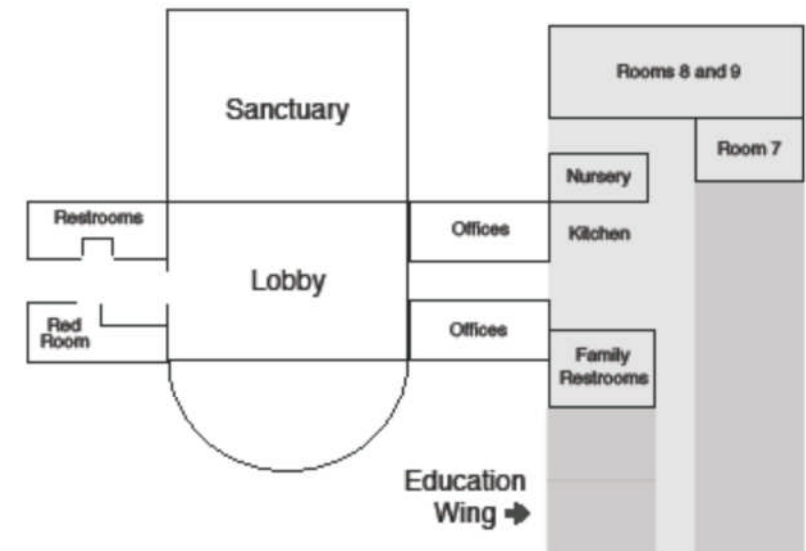 Rooms 8 and 9
Sanctuary
Room 7
Nursery
Restrooms
Offices
Kitchen
Lobby
Red
Room
Offices
Family
Restrooms
Education
Wing